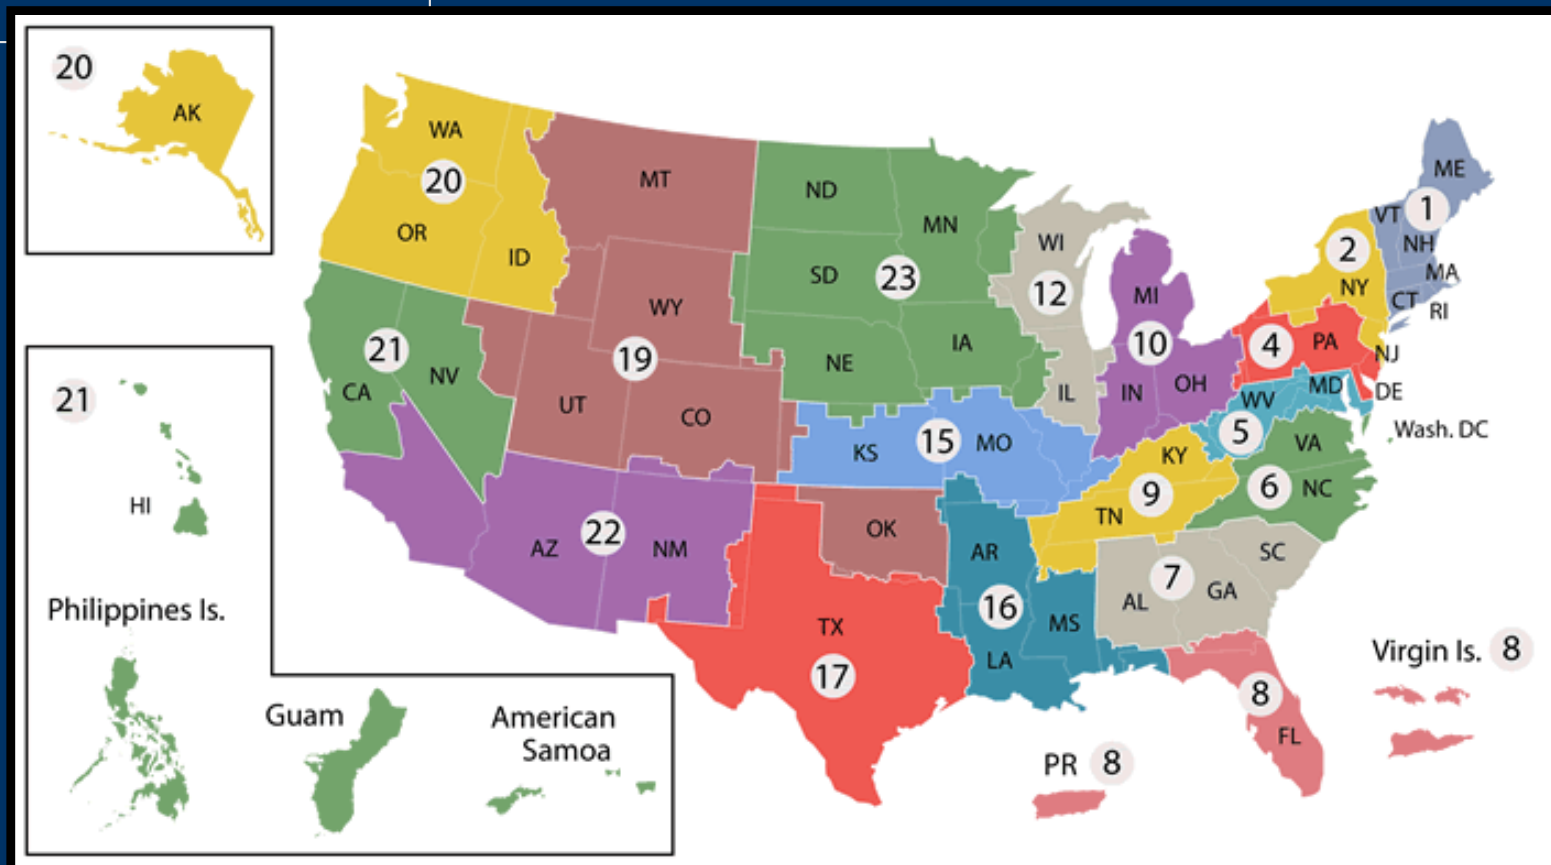 20
AK
WA
20
OR
ID
MT
ND
MN
SD
23
WI
12
ME
1
VT
NH
2
NY
MA
CT
RI
MI
10
WY
19
21
CA
NV
UT
CO
NE
IA
IL
IN
OH
4
PA
NJ
DE
MD
WV
5
Wash. DC
VA
KS
15
MO
KY
9
TN
6
NC
21
HI
AZ
22
NM
OK
AR
16
MS
LA
7
AL
GA
SC
TX
17
Philippines Is.
Guam
American
Samoa
8
FL
PR 8
Virgin Is. 8